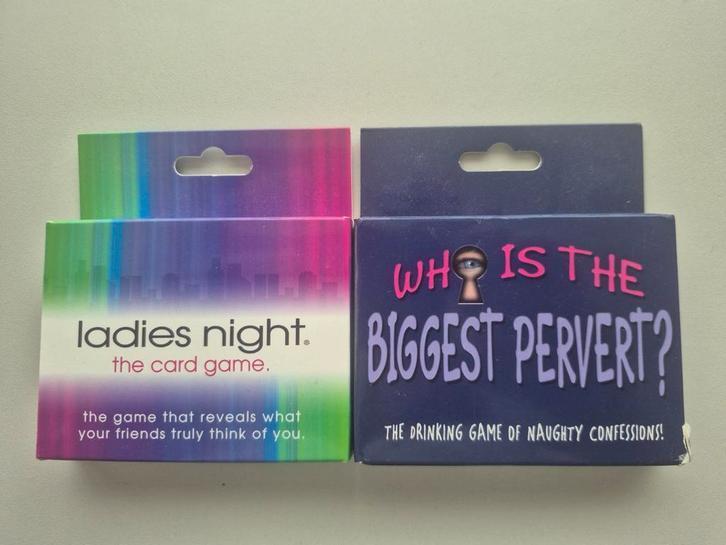 ladies night®
the card game.
the game that reveals what
your friends truly think of you.
WHO IS THE
BIGGEST PERVERT?
THE DRINKING GAME OF NAUGHTY CONFESSIONS!